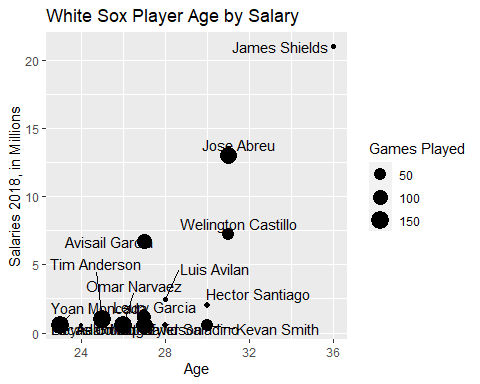 White Sox Player Age by Salary
20
James Shields
15
Jose Abreu
10
Welington Castillo
Avisail Garcia
5
Tim Anderson
Luis Avilan
Omar Narvaez
Hector Santiago
Yoan Moncada
Leury Garcia
0
Kevan Smith
24
28
32
36
Age
Salaries 2018, in Millions
Games Played
50
100
150